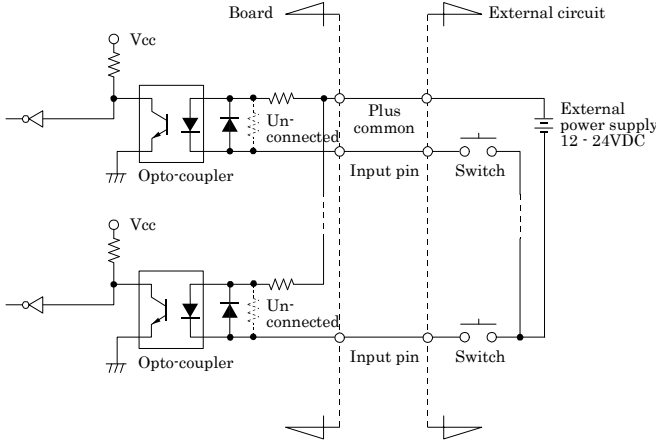 Board
External circuit
Vcc
Plus
common
External
power supply
12 - 24VDC
Un-
connected
Opto-coupler
Input pin
Switch
Vcc
Un-
connected
Opto-coupler
Input pin
Switch